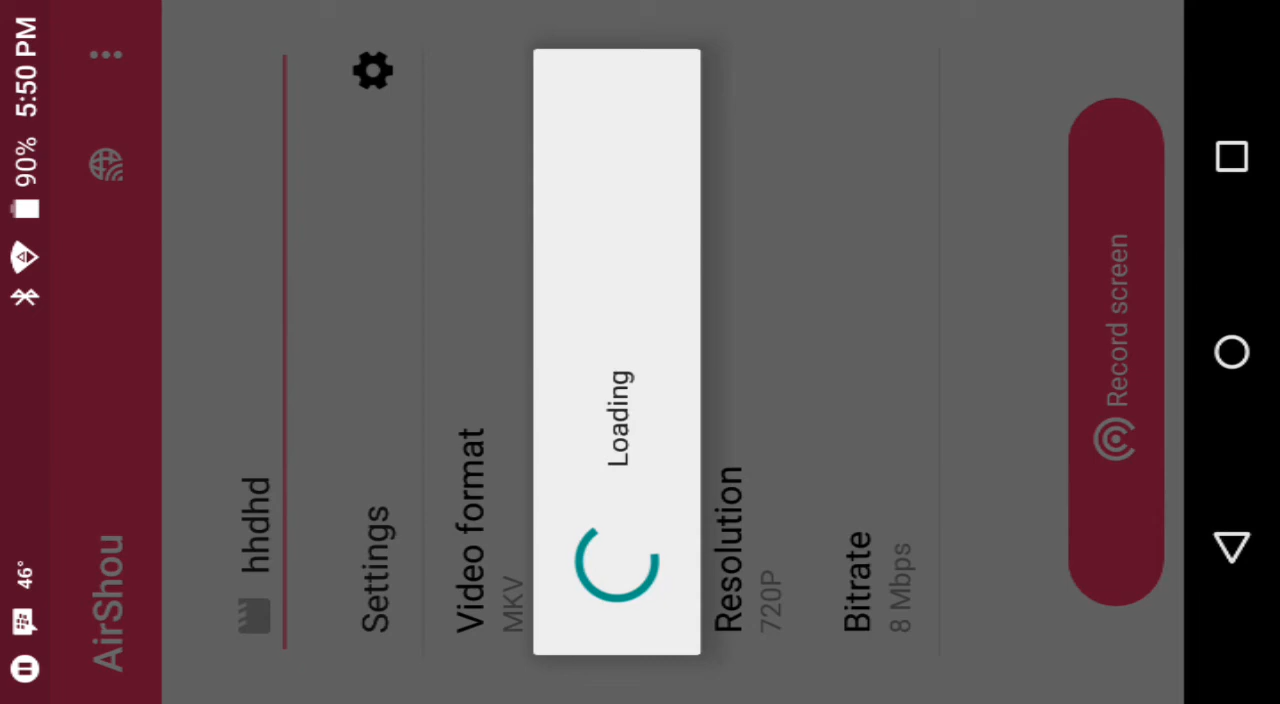 46°
90%
5:50 PM
AirShou
hhdhd
Settings
Video format
MKV
Loading
Resolution
720P
Bitrate
8 Mbps
Record screen